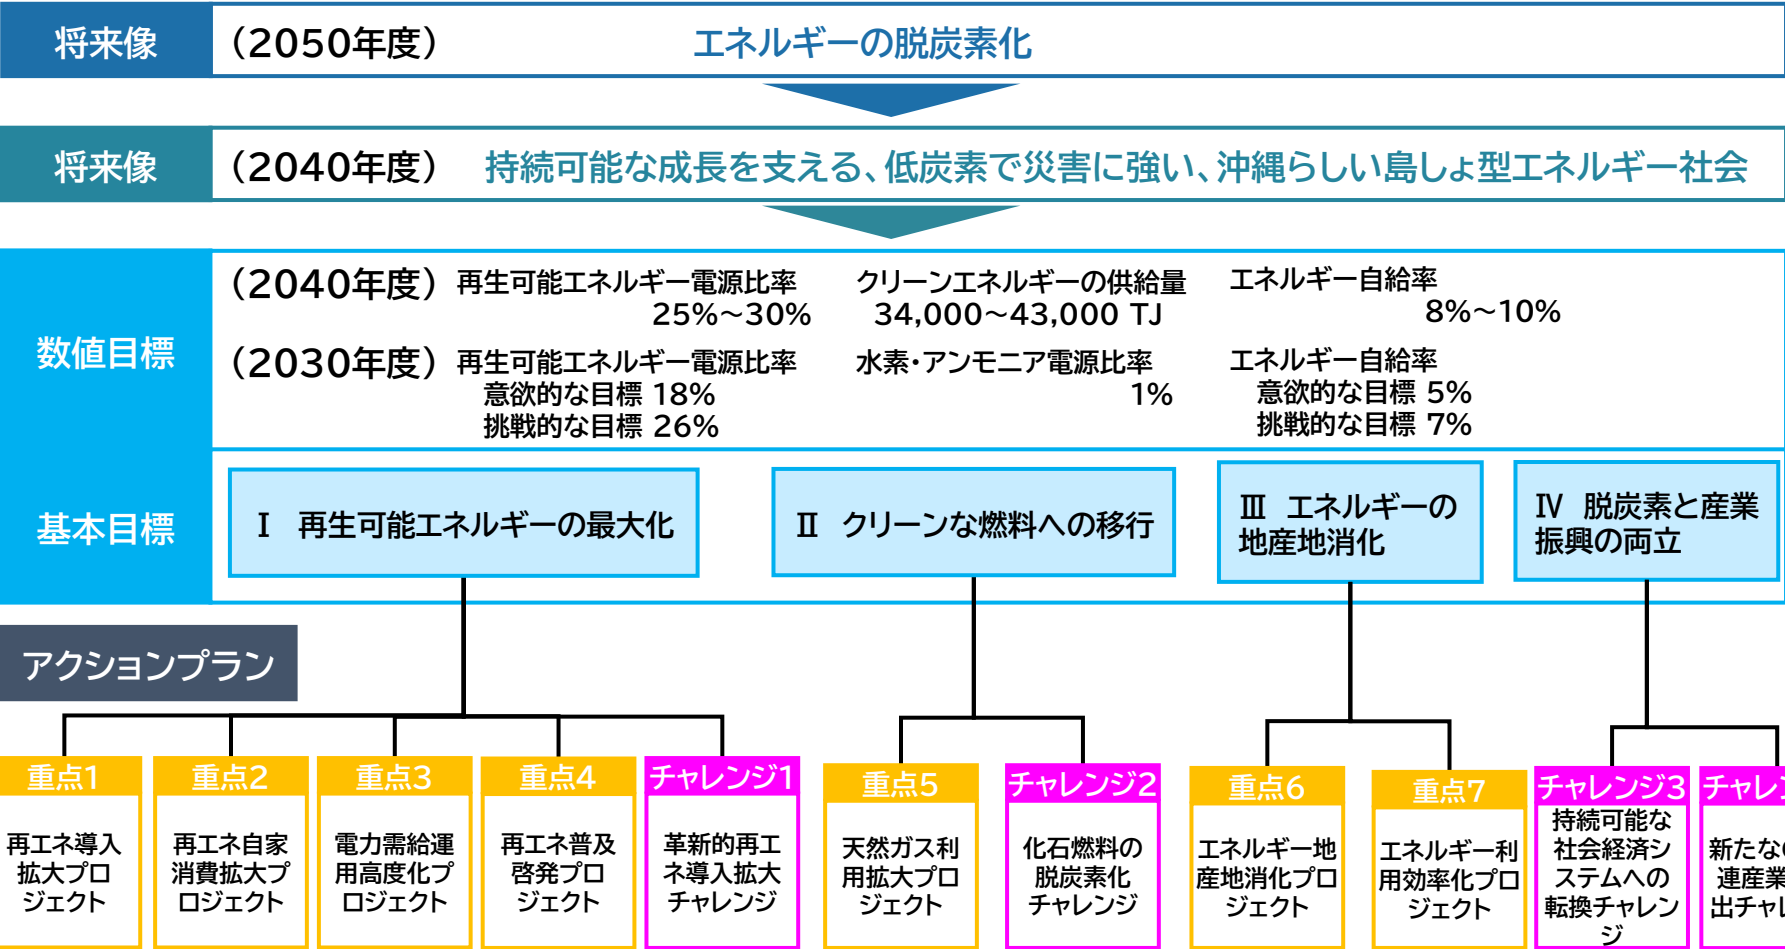 将来像 （2050年度） エネルギーの脱炭素化
将来像 （2040年度） 持続可能な成長を支える、低炭素で災害に強い、沖縄らしい島しょ型エネルギー社会
数値目標
（2040年度） 再生可能エネルギー電源比率
25%～30%
クリーンエネルギーの供給量
34,000～43,000 TJ
エネルギー自給率
8%～10%
（2030年度） 再生可能エネルギー電源比率
意欲的な目標 18%
挑戦的な目標 26%
水素・アンモニア電源比率
1%
エネルギー自給率
意欲的な目標 5%
挑戦的な目標 7%
基本目標
Ⅰ 再生可能エネルギーの最大化
Ⅱ クリーンな燃料への移行
Ⅲ エネルギーの
地産地消化
Ⅳ 脱炭素と産業
振興の両立
アクションプラン
重点1
再エネ導入
拡大プロ
ジェクト
重点2
再エネ自家
消費拡大プ
ロジェクト
重点3
電力需給運
用高度化プ
ロジェクト
重点4
再エネ普及
啓発プロ
ジェクト
チャレンジ1
革新的再エ
ネ導入拡大
チャレンジ
重点5
天然ガス利
用拡大プロ
ジェクト
チャレンジ2
化石燃料の
脱炭素化
チャレンジ
重点6
エネルギー地
産地消化プロ
ジェクト
重点7
エネルギー利
用効率化プロ
ジェクト
チャレンジ3
持続可能な
社会経済シ
ステムへの
転換チャレン
ジ
チャレ
新たな
連産業
出チャレ